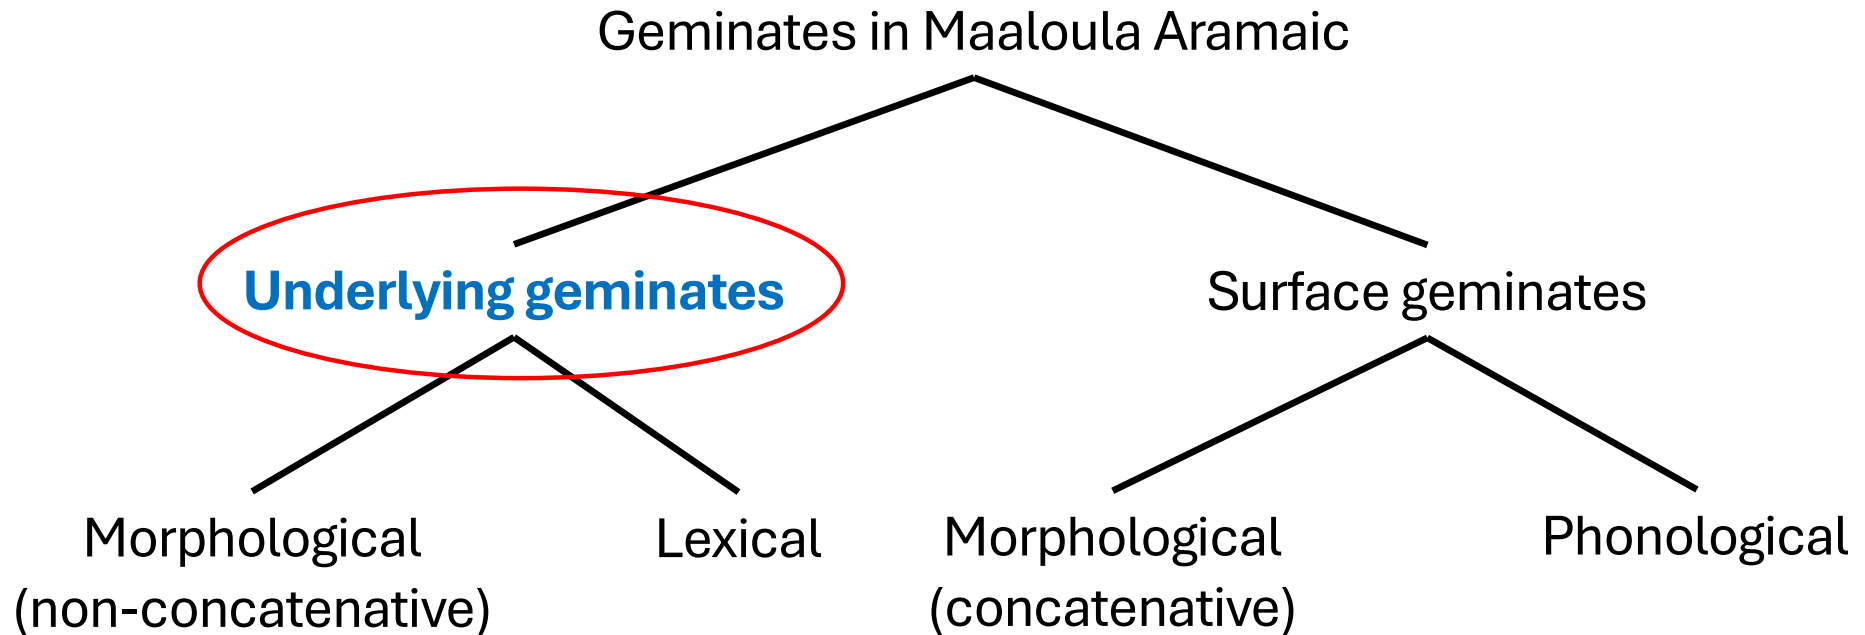 Geminates in Maaloula Aramaic
Underlying geminates
Surface geminates
Morphological
(non-concatenative)
Lexical
Morphological
(concatenative)
Phonological